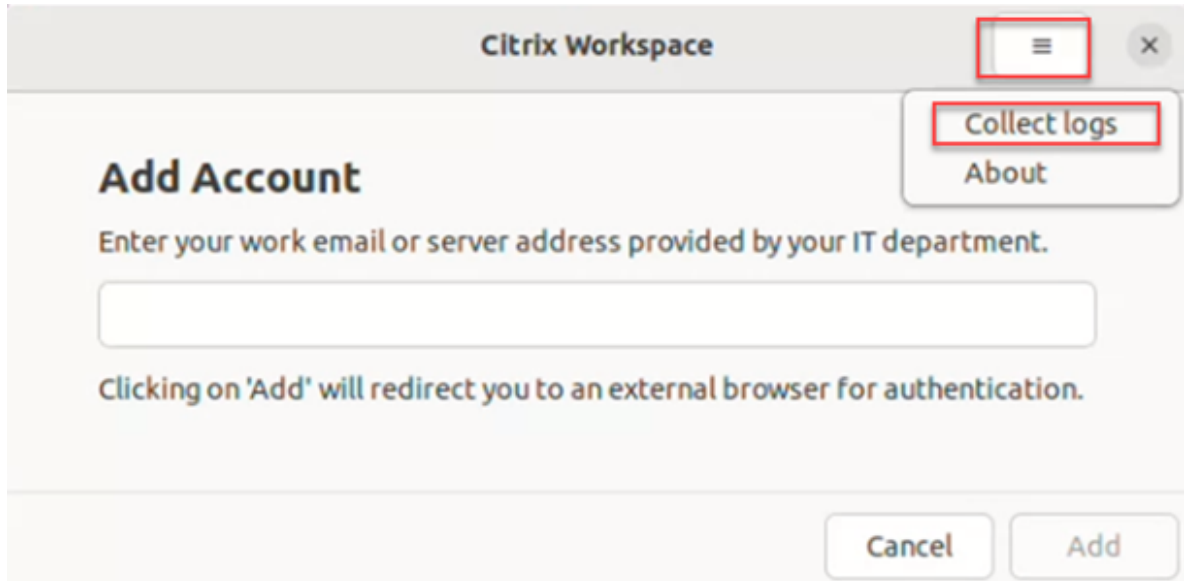 Citrix Workspace
Collect logs
About
Add Account
Enter your work email or server address provided by your IT department.
Clicking on 'Add' will redirect you to an external browser for authentication.
Cancel
Add